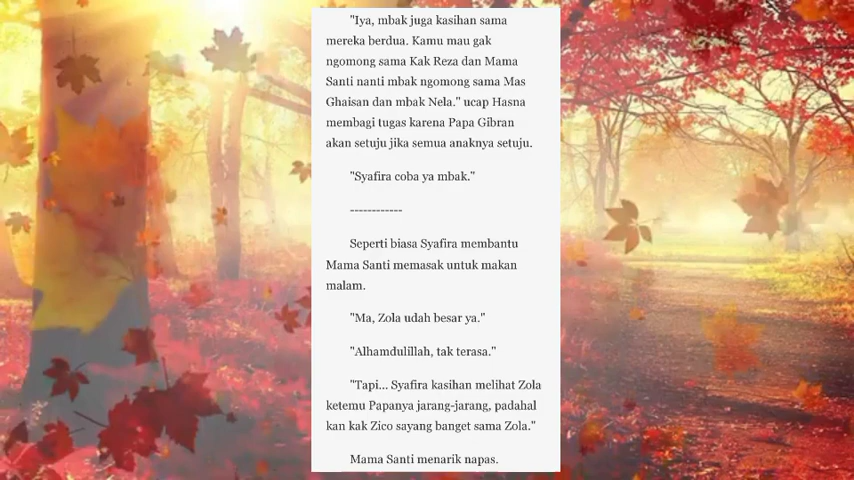 "Iya, mbak juga kasihan sama
mereka berdua. Kamu mau gak
ngomong sama Kak Reza dan Mama
Santi nanti mbak ngomong sama Mas
Ghaisan dan mbak Nela." ucap Hasna
membagi tugas karena Papa Gibran
akan setuju jika semua anaknya setuju.
"Syafira coba ya mbak."
------------
Seperti biasa Syafira membantu
Mama Santi memasak untuk makan
malam.
"Ma, Zola udah besar ya."
"Alhamdulillah, tak terasa."
"Tapi... Syafira kasihan melihat Zola
ketemu Papanya jarang-jarang, padahal
kan kak Zico sayang banget sama Zola."
Mama Santi menarik napas.